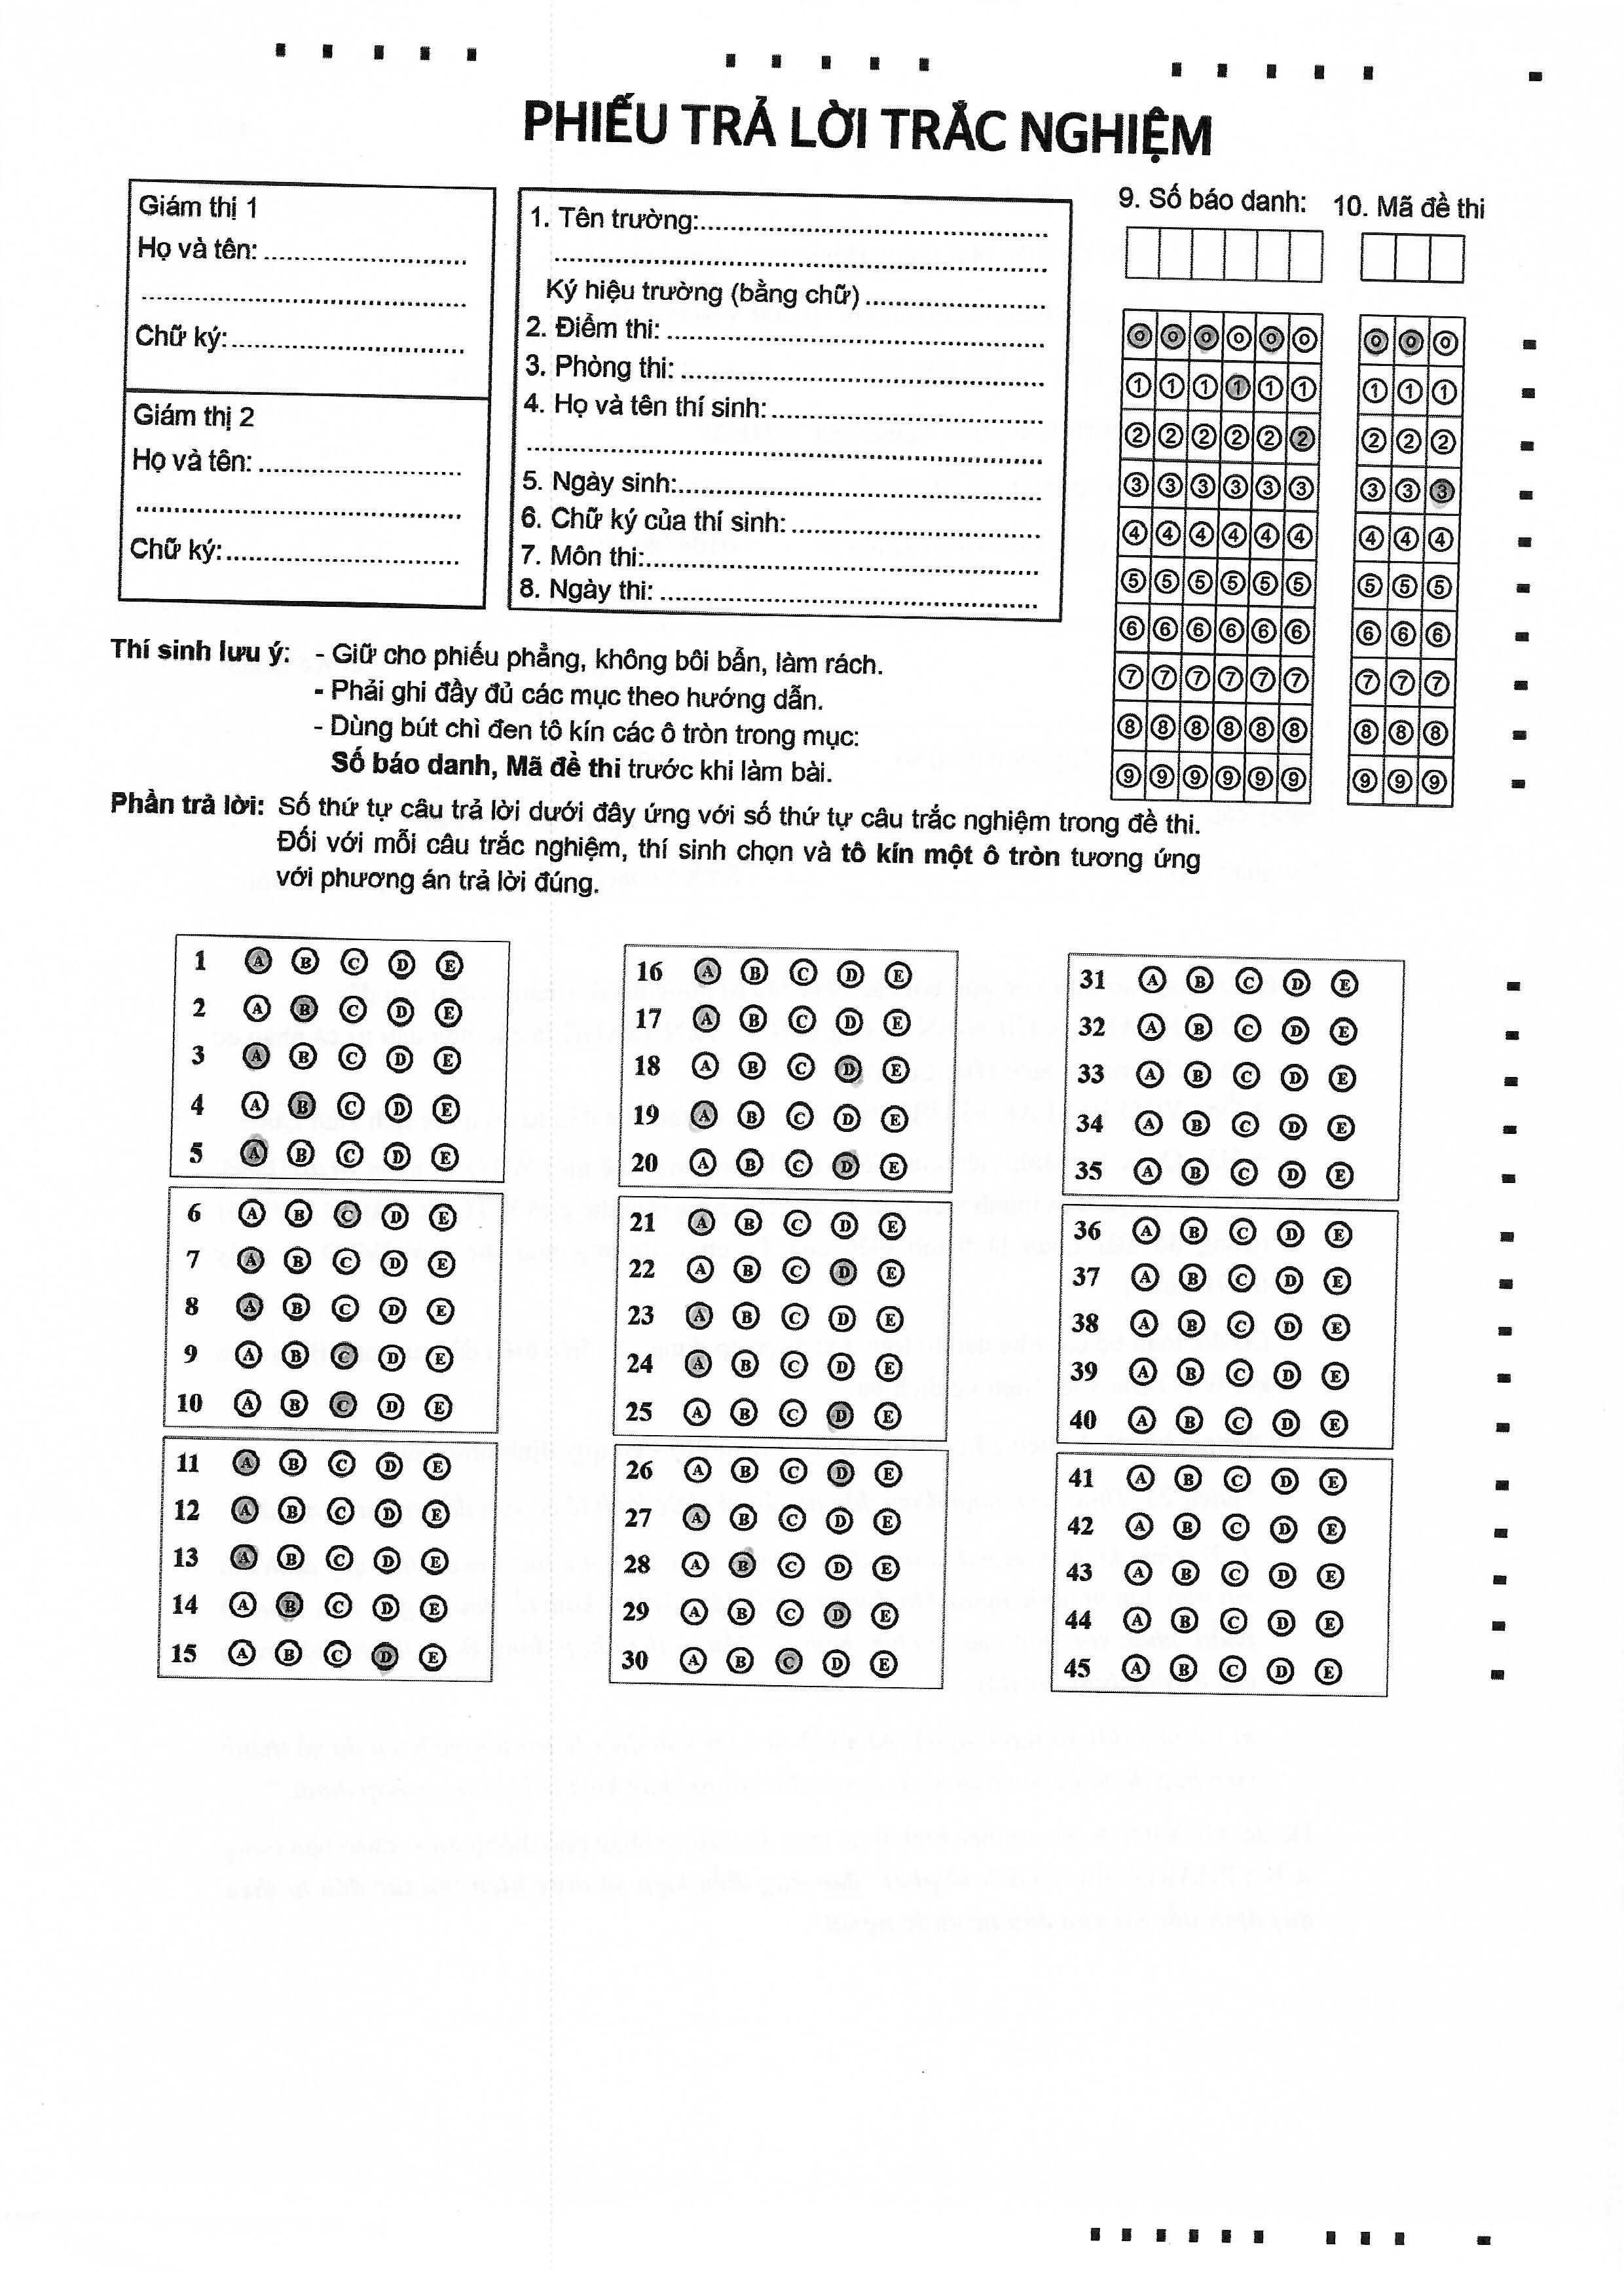 PHIẾU TRẢ LỜI TRẮC NGHIỆM
Giám thị 1
Họ và tên:
Chữ ký:
Giám thị 2
Họ và tên:
Chữ ký:
1. Tên trường:
Ký hiệu trường (bằng chữ)
2. Điểm thi:
3. Phòng thi:
4. Họ và tên thí sinh:
5. Ngày sinh:
6. Chữ ký của thí sinh:
7. Môn thi:
8. Ngày thi:
9. Số báo danh:
0 0 0 0 0 0
1 1 1 1 1 1
2 2 2 2 2 2
3 3 3 3 3 3
4 4 4 4 4 4
5 5 5 5 5 5
6 6 6 6 6 6
7 7 7 7 7 7
8 8 8 8 8 8
9 9 9 9 9 9
10. Mã đề thi
0 0 0
1 1 1
2 2 2
3 3 3
4 4 4
5 5 5
6 6 6
7 7 7
8 8 8
9 9 9
Thí sinh lưu ý: - Giữ cho phiếu phẳng, không bôi bẩn, làm rách.
- Phải ghi đầy đủ các mục theo hướng dẫn.
- Dùng bút chì đen tô kín các ô tròn trong mục:
Số báo danh, Mã đề thi trước khi làm bài.
Phần trả lời: Số thứ tự câu trả lời dưới đây ứng với số thứ tự câu trắc nghiệm trong đề thi.
Đối với mỗi câu trắc nghiệm, thí sinh chọn và tô kín một ô tròn tương ứng
với phương án trả lời đúng.
1 A B C D E
2 A B C D E
3 A B C D E
4 A B C D E
5 A B C D E
6 A B C D E
7 A B C D E
8 A B C D E
9 A B C D E
10 A B C D E
11 A B C D E
12 A B C D E
13 A B C D E
14 A B C D E
15 A B C D E
16 A B C D E
17 A B C D E
18 A B C D E
19 A B C D E
20 A B C D E
21 A B C D E
22 A B C D E
23 A B C D E
24 A B C D E
25 A B C D E
26 A B C D E
27 A B C D E
28 A B C D E
29 A B C D E
30 A B C D E
31 A B C D E
32 A B C D E
33 A B C D E
34 A B C D E
35 A B C D E
36 A B C D E
37 A B C D E
38 A B C D E
39 A B C D E
40 A B C D E
41 A B C D E
42 A B C D E
43 A B C D E
44 A B C D E
45 A B C D E